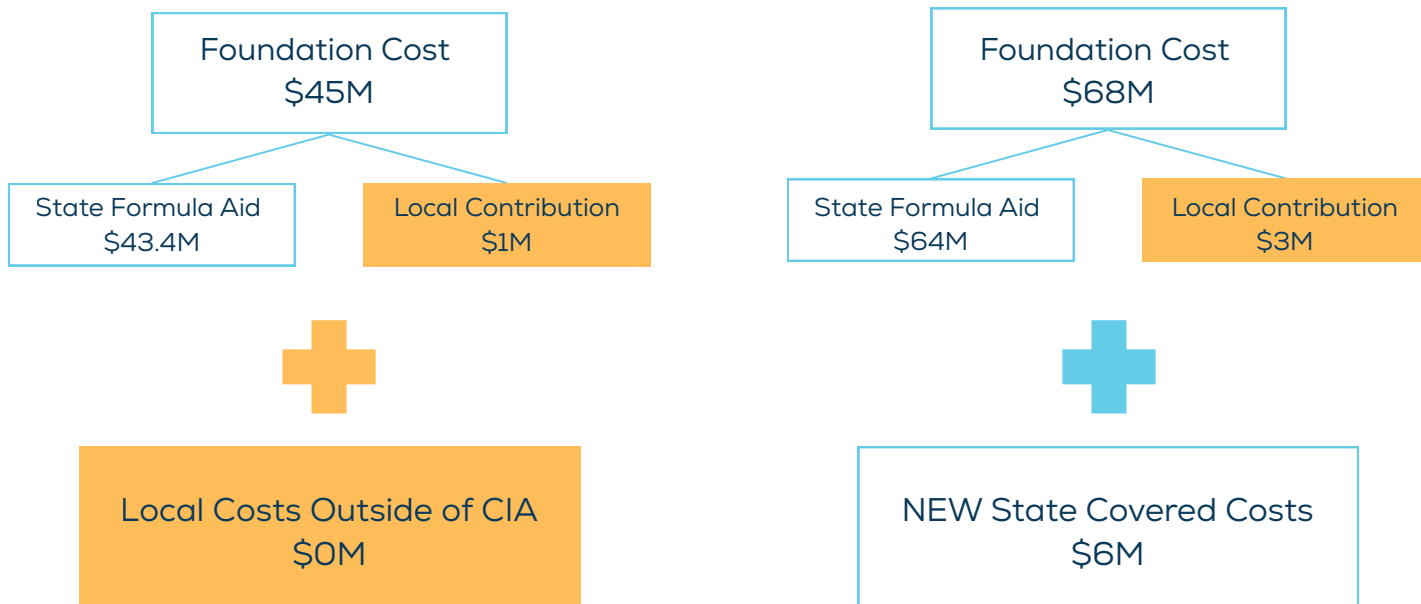 Foundation Cost
$45M
State Formula Aid
$43.4M
Local Contribution
$1M
Local Costs Outside of CIA
$0M
Foundation Cost
$68M
State Formula Aid
$64M
Local Contribution
$3M
NEW State Covered Costs
$6M